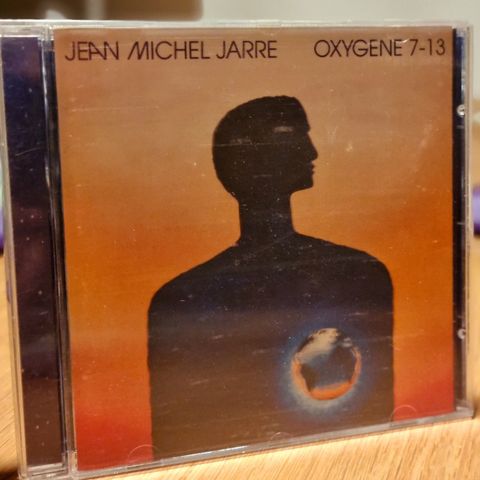 JEAN MICHEL JARRE OXYGENE 7-13